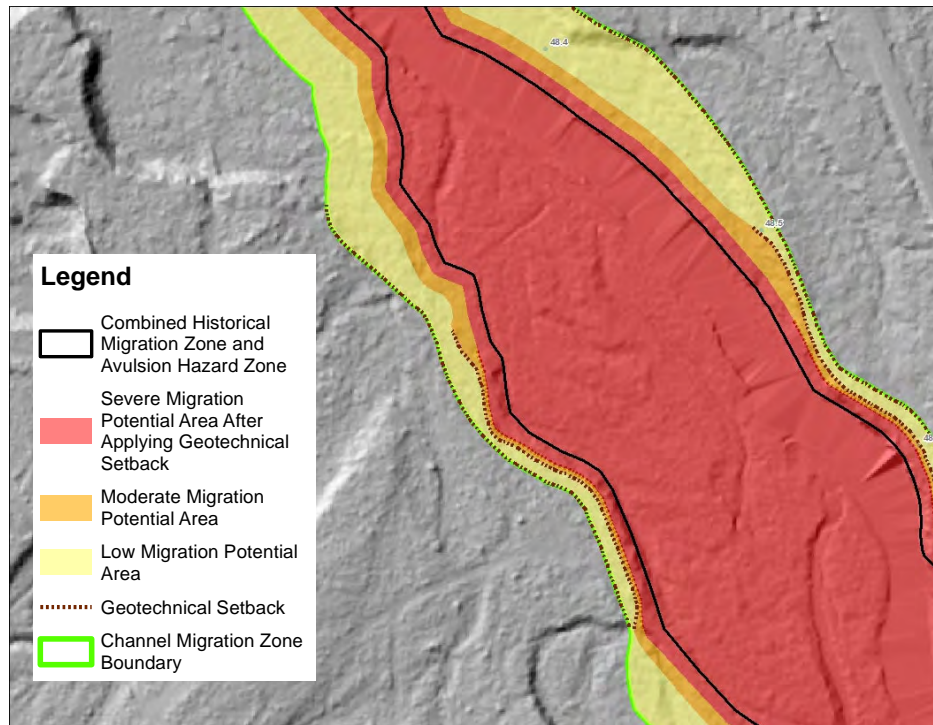 48.4
48.5
48
Legend
Combined Historical
Migration Zone and
Avulsion Hazard Zone
Severe Migration
Potential Area After
Applying Geotechnical
Setback
Moderate Migration
Potential Area
Low Migration Potential
Area
Geotechnical Setback
Channel Migration Zone
Boundary